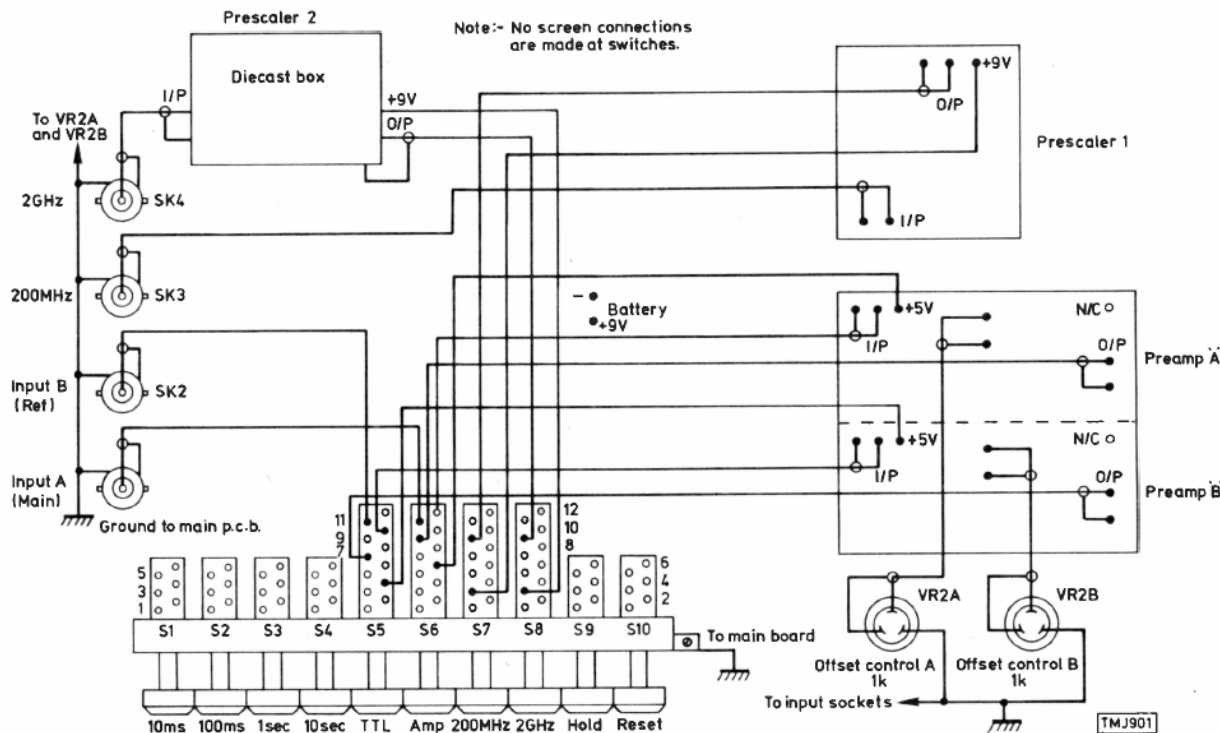 Prescaler 2
Note:- No screen connections
are made at switches.
Diecast box
I/P
+9V
O/P
To VR2A
and VR2B
2GHz
SK4
+9V
O/P
Prescaler 1
I/P
200MHz
SK3
- Battery
+9V
+5V
I/P
N/C
O/P
Preamp A
Input B
(Ref)
SK2
+5V
I/P
N/C
O/P
Preamp B
Input A
(Main)
Ground to main p.c.b.
11
9
7
12
10
8
5
3
1
6
4
2
S1 S2 S3 S4 S5 S6 S7 S8 S9 S10
To main board
VR2A
VR2B
Offset control A
1k
Offset control B
1k
To input sockets
10ms 100ms 1sec 10sec TTL Amp 200MHz 2GHz Hold Reset
TMJ901